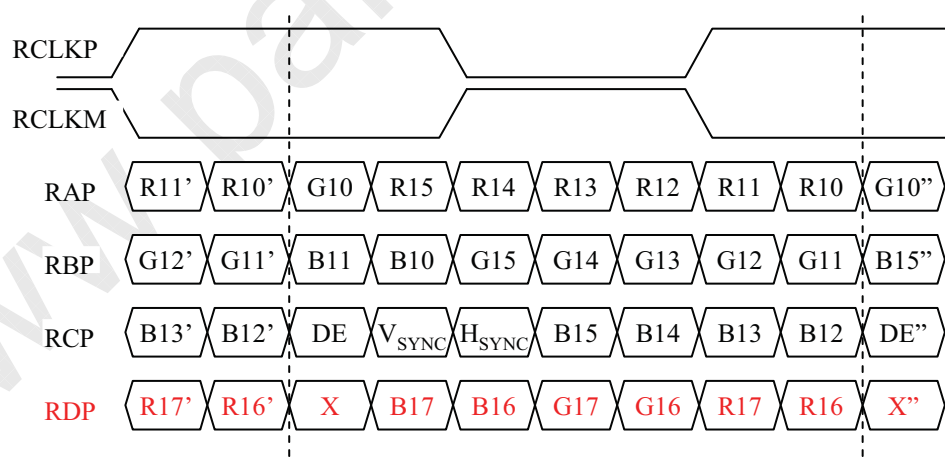 RCLKP
RCLKM
RAP R11’ R10’ G10 R15 R14 R13 R12 R11 R10 G10”
RBP G12’ G11’ B11 B10 G15 G14 G13 G12 G11 B15”
RCP B13’ B12’ DE VSYNC HSYNC B15 B14 B13 B12 DE”
RDP R17’ R16’ X B17 B16 G17 G16 R17 R16 X”